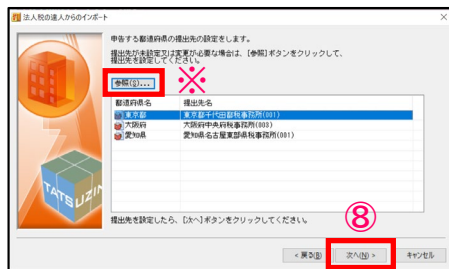 法人税の達人からのインポート
申告する都道府県の提出先の設定をします。
提出先が未設定又は変更が必要な場合は、[参照]ボタンをクリックして、
提出先を設定してください。
参照(S)... ※
都道府県名 提出先名
東京都 東京都千代田都税事務所(001)
大阪府 大阪府中央府税事務所(003)
愛知県 愛知県名古屋東部県税事務所(001)
TATSUZIN
提出先を設定したら、[次へ]ボタンをクリックしてください。
⑧
< 戻る(B) 次へ(N) > キャンセル